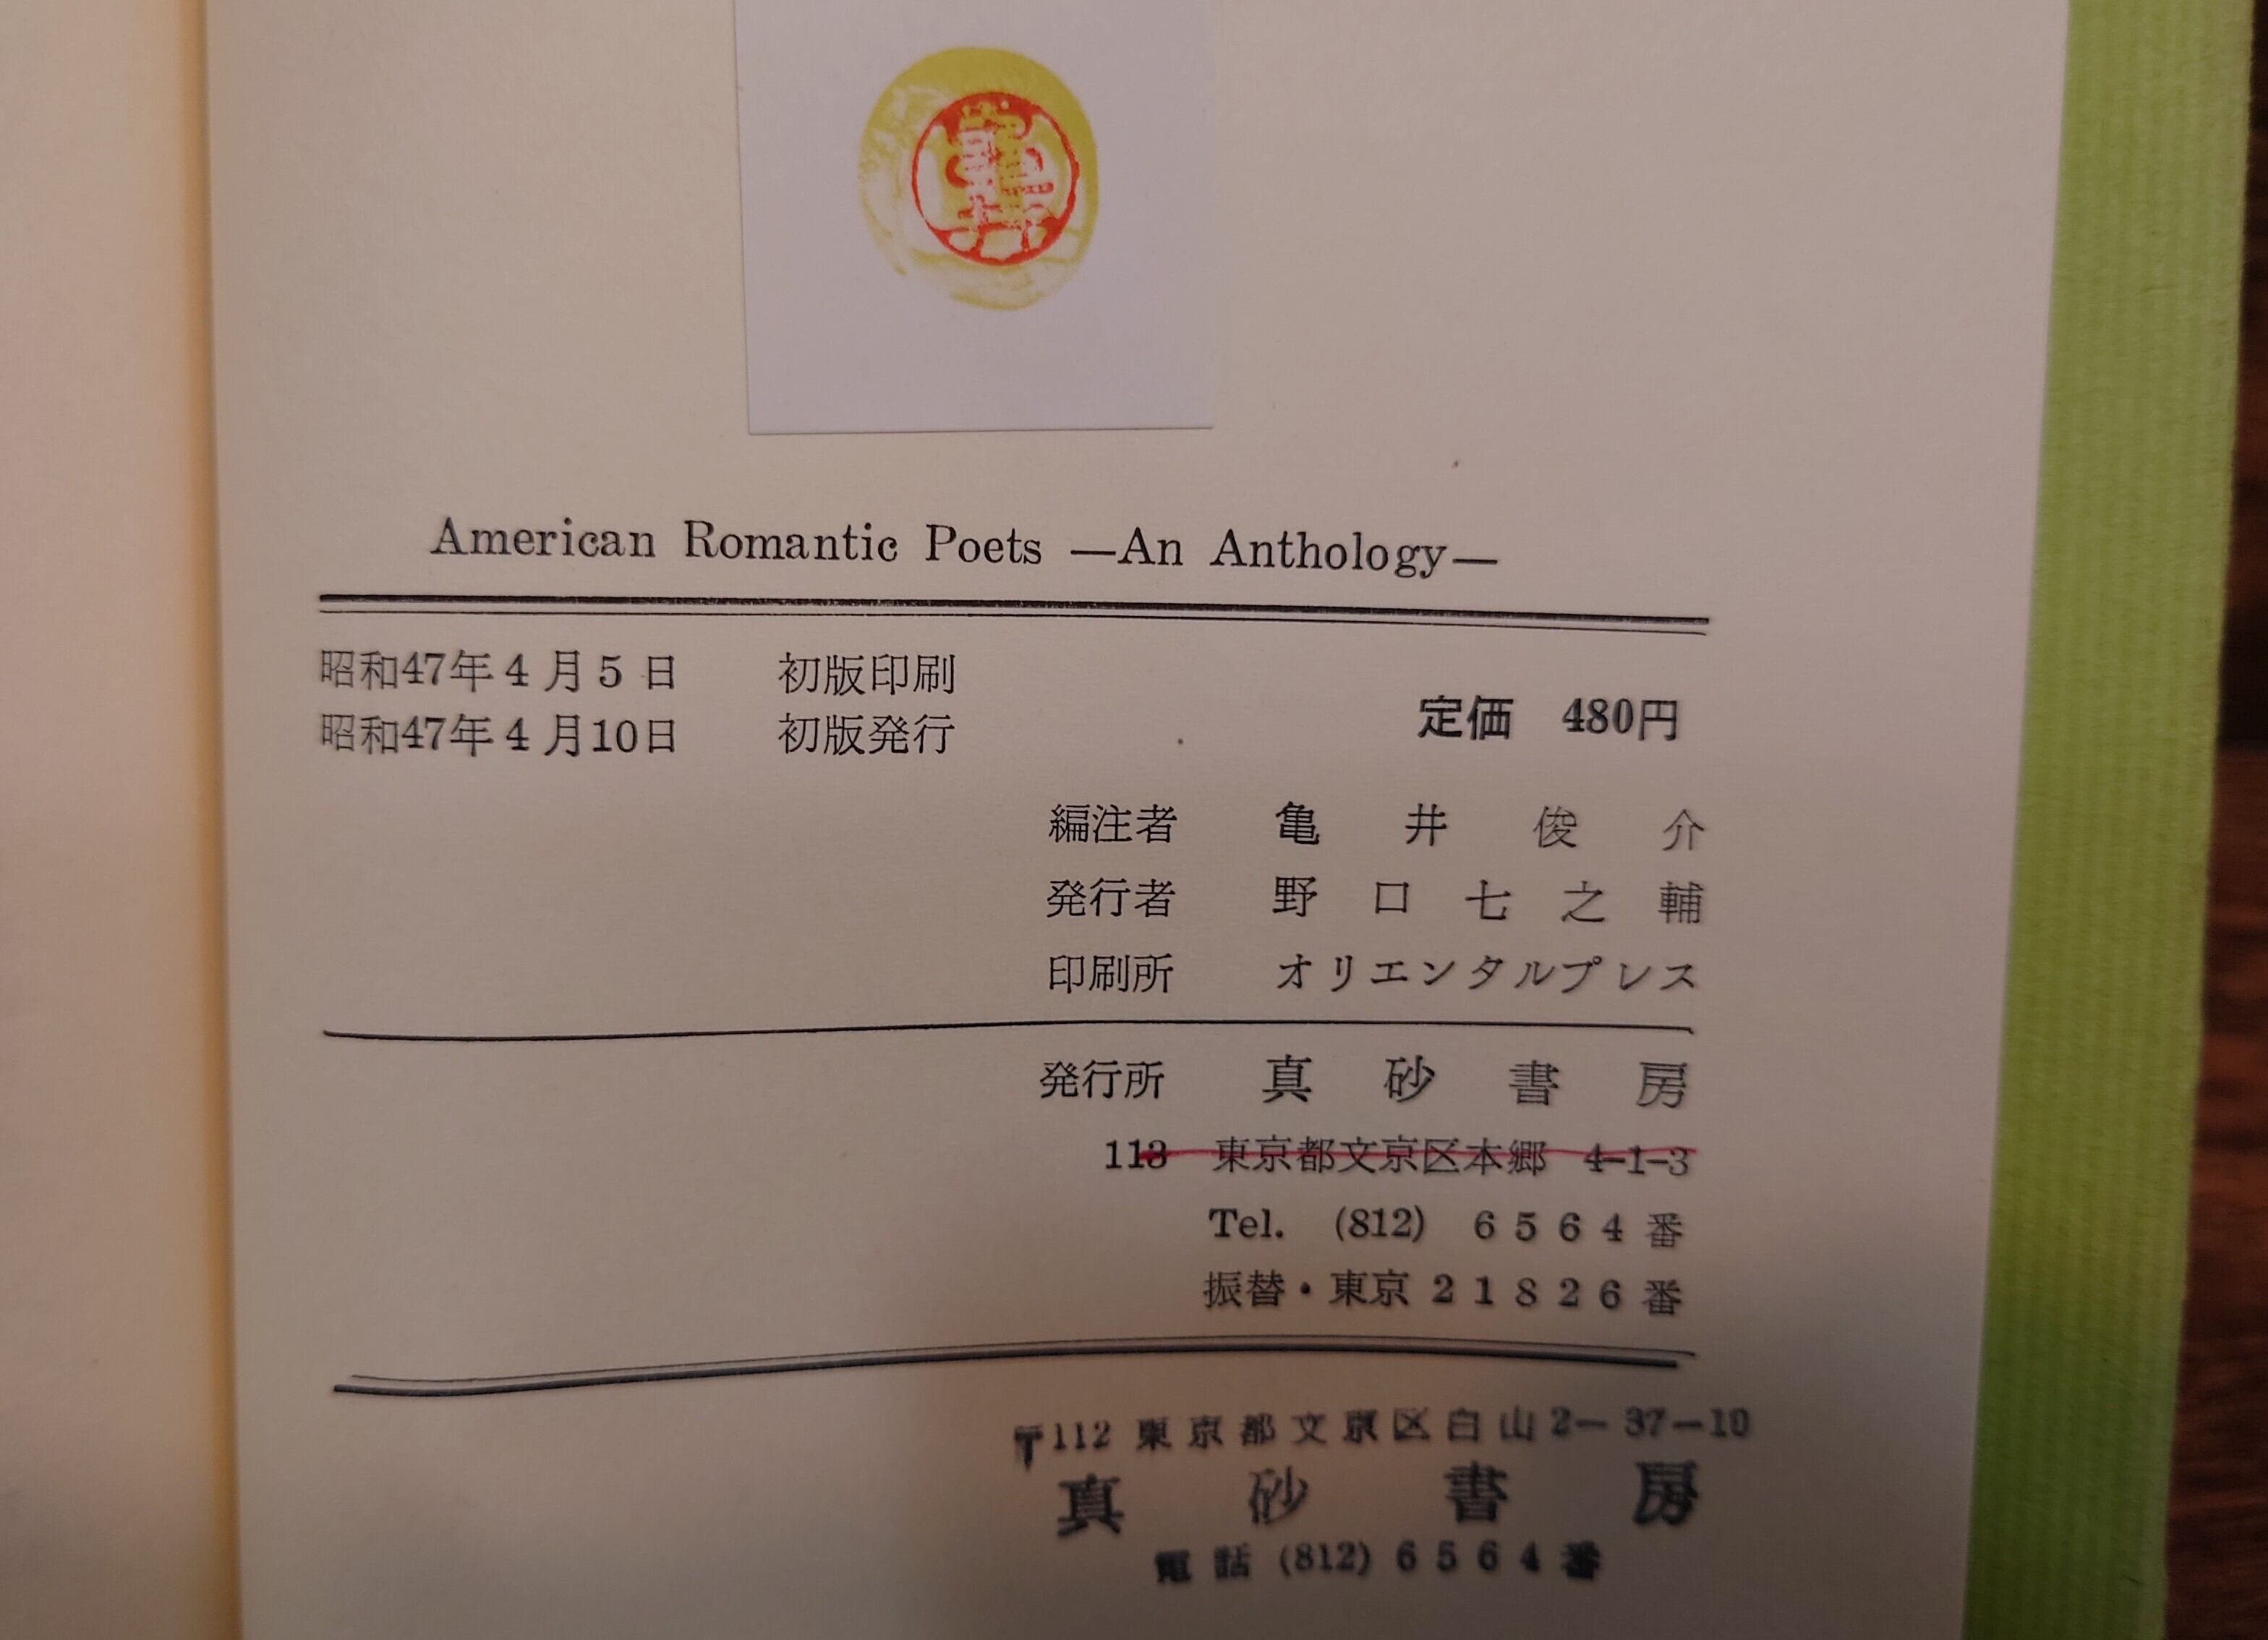 亀井
American Romantic Poets —An Anthology—
昭和47年4月5日 初版印刷
昭和47年4月10日 初版発行
定価 480円
編注者 亀井俊介
発行者 野口七之輔
印刷所 オリエンタルプレス
発行所 真砂書房
113 東京都文京区本郷 4-1-3
Tel. (812) 6564番
振替・東京21826番
〒112 東京都文京区白山2-37-10
真砂書房
電話(812)6564番